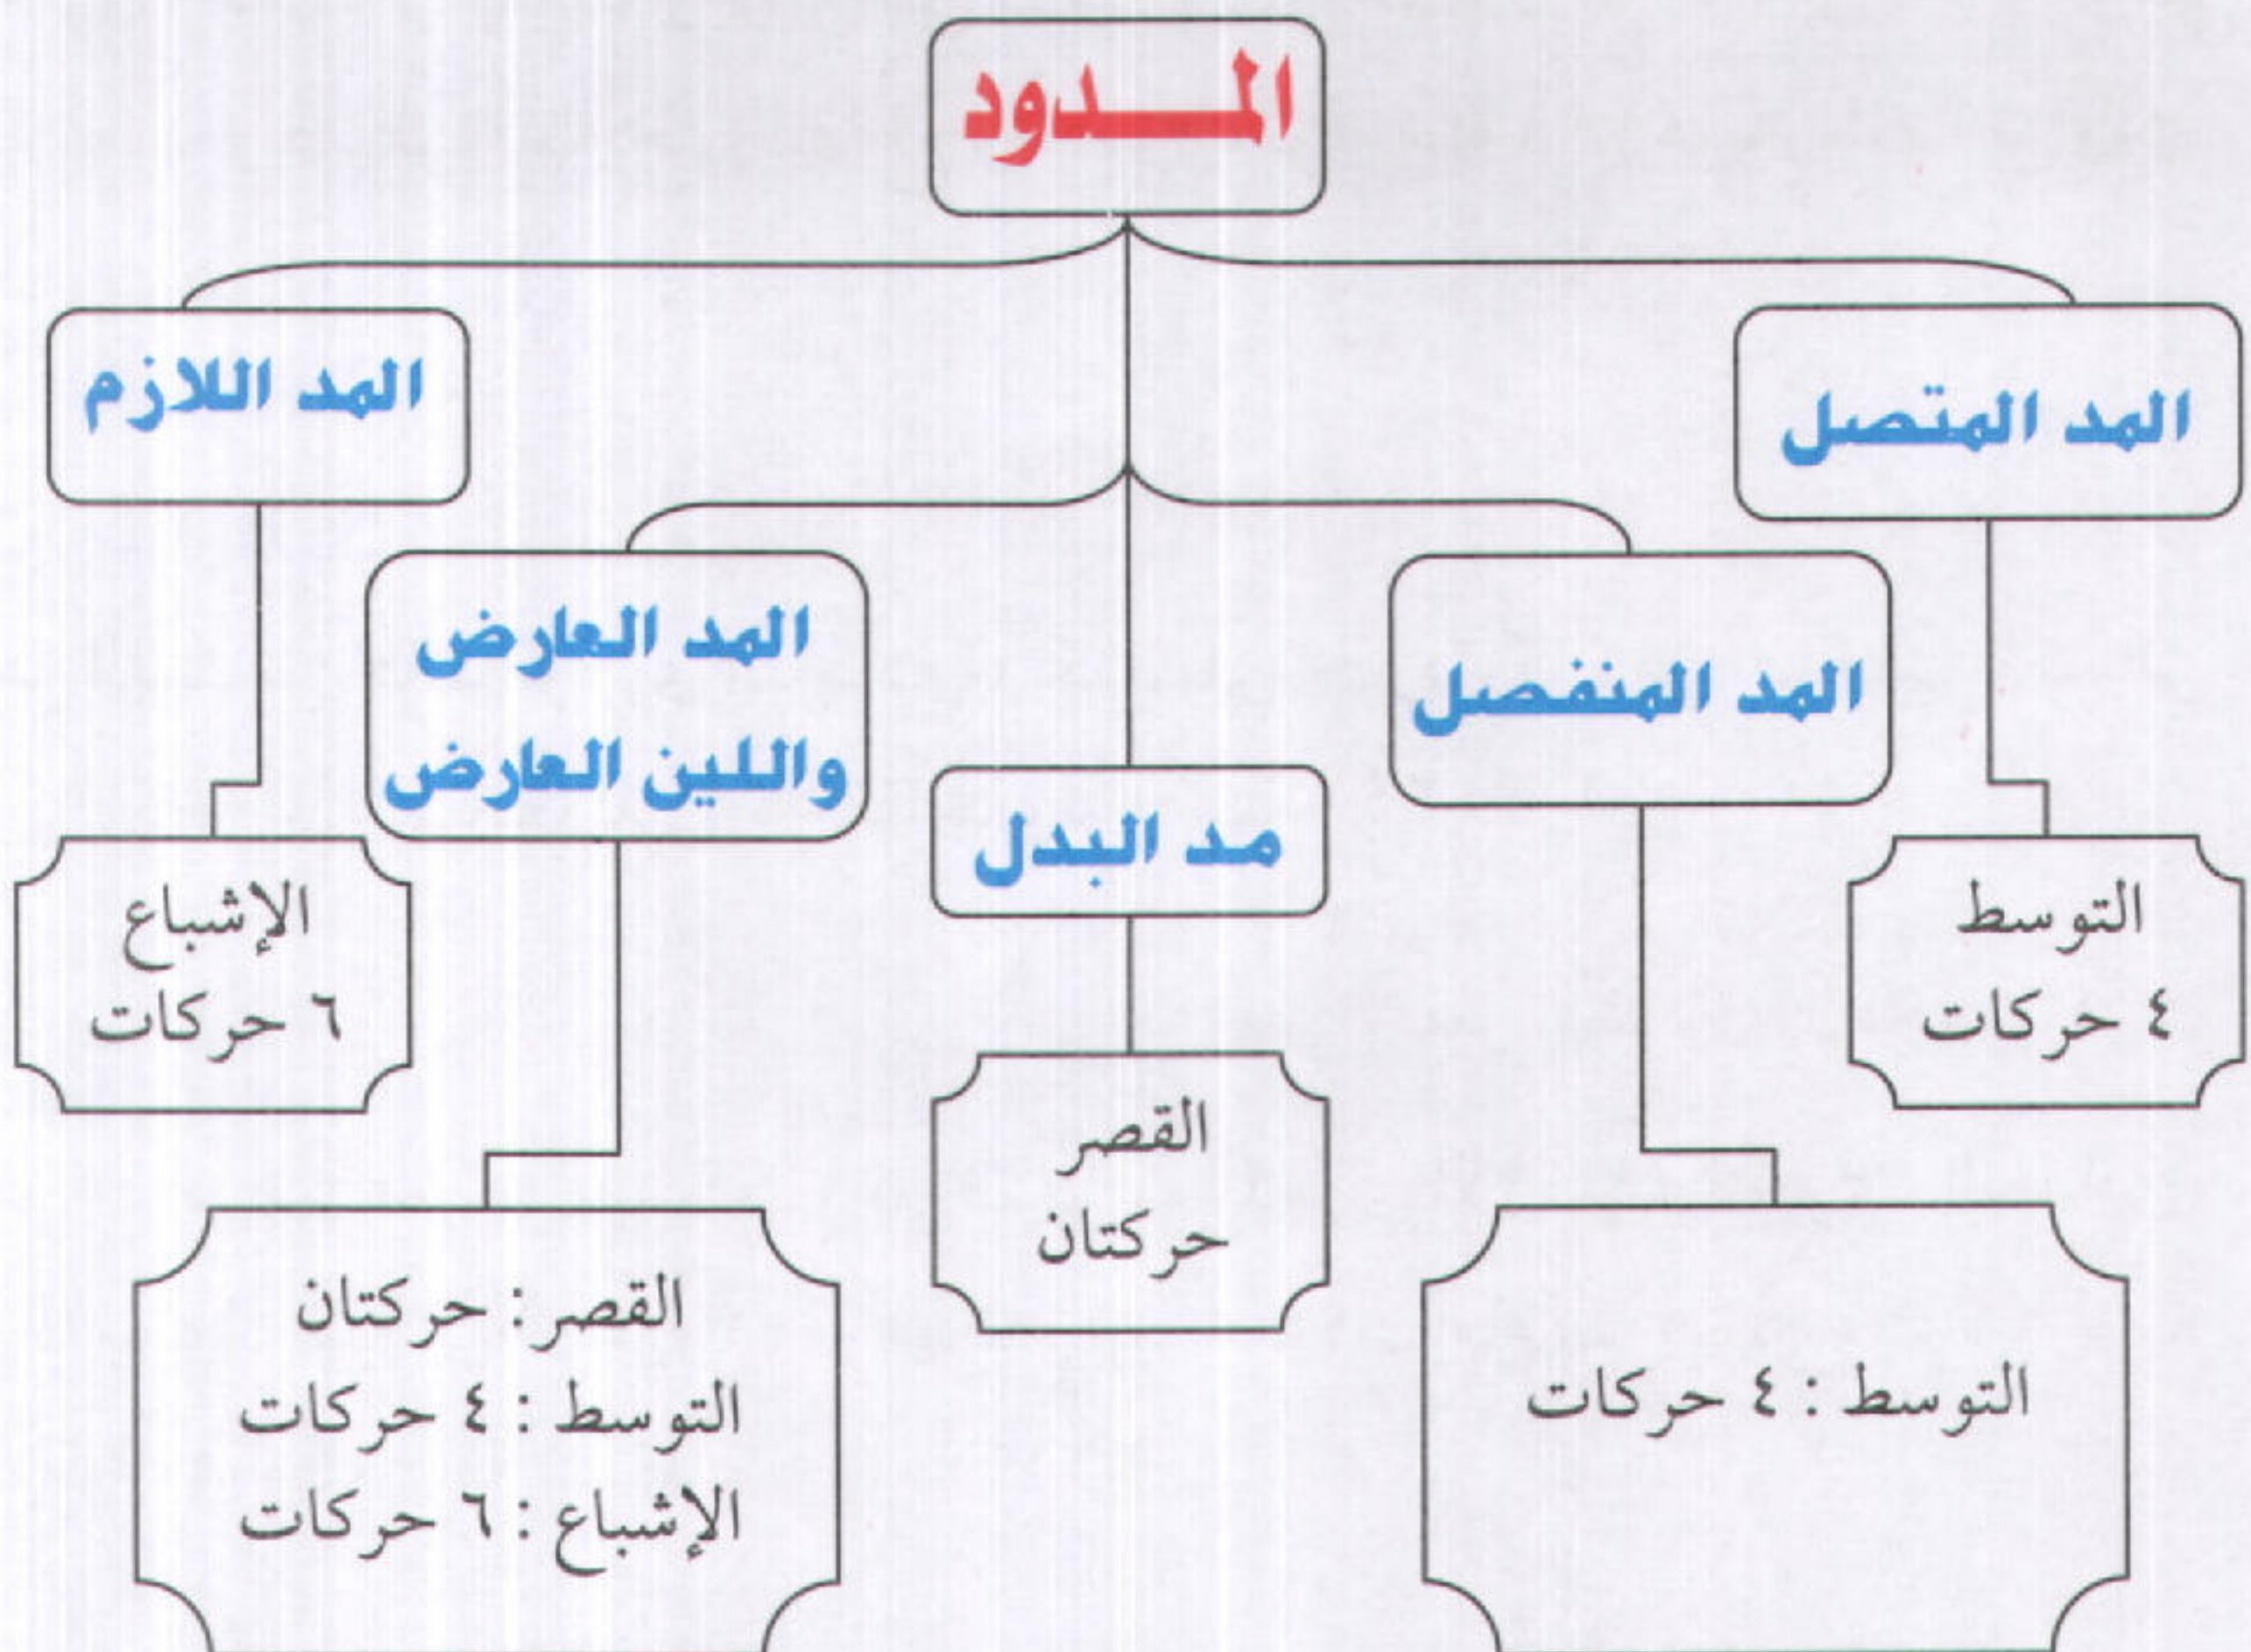 المدود
المد المتصل
المد اللازم
المد المنفصل
المد العارض
واللين العارض
مد البدل
التوسط
٤ حركات
الإشباع
٦ حركات
القصر
حركتان
التوسط : ٤ حركات
القصر : حركتان
التوسط : ٤ حركات
الإشباع : ٦ حركات